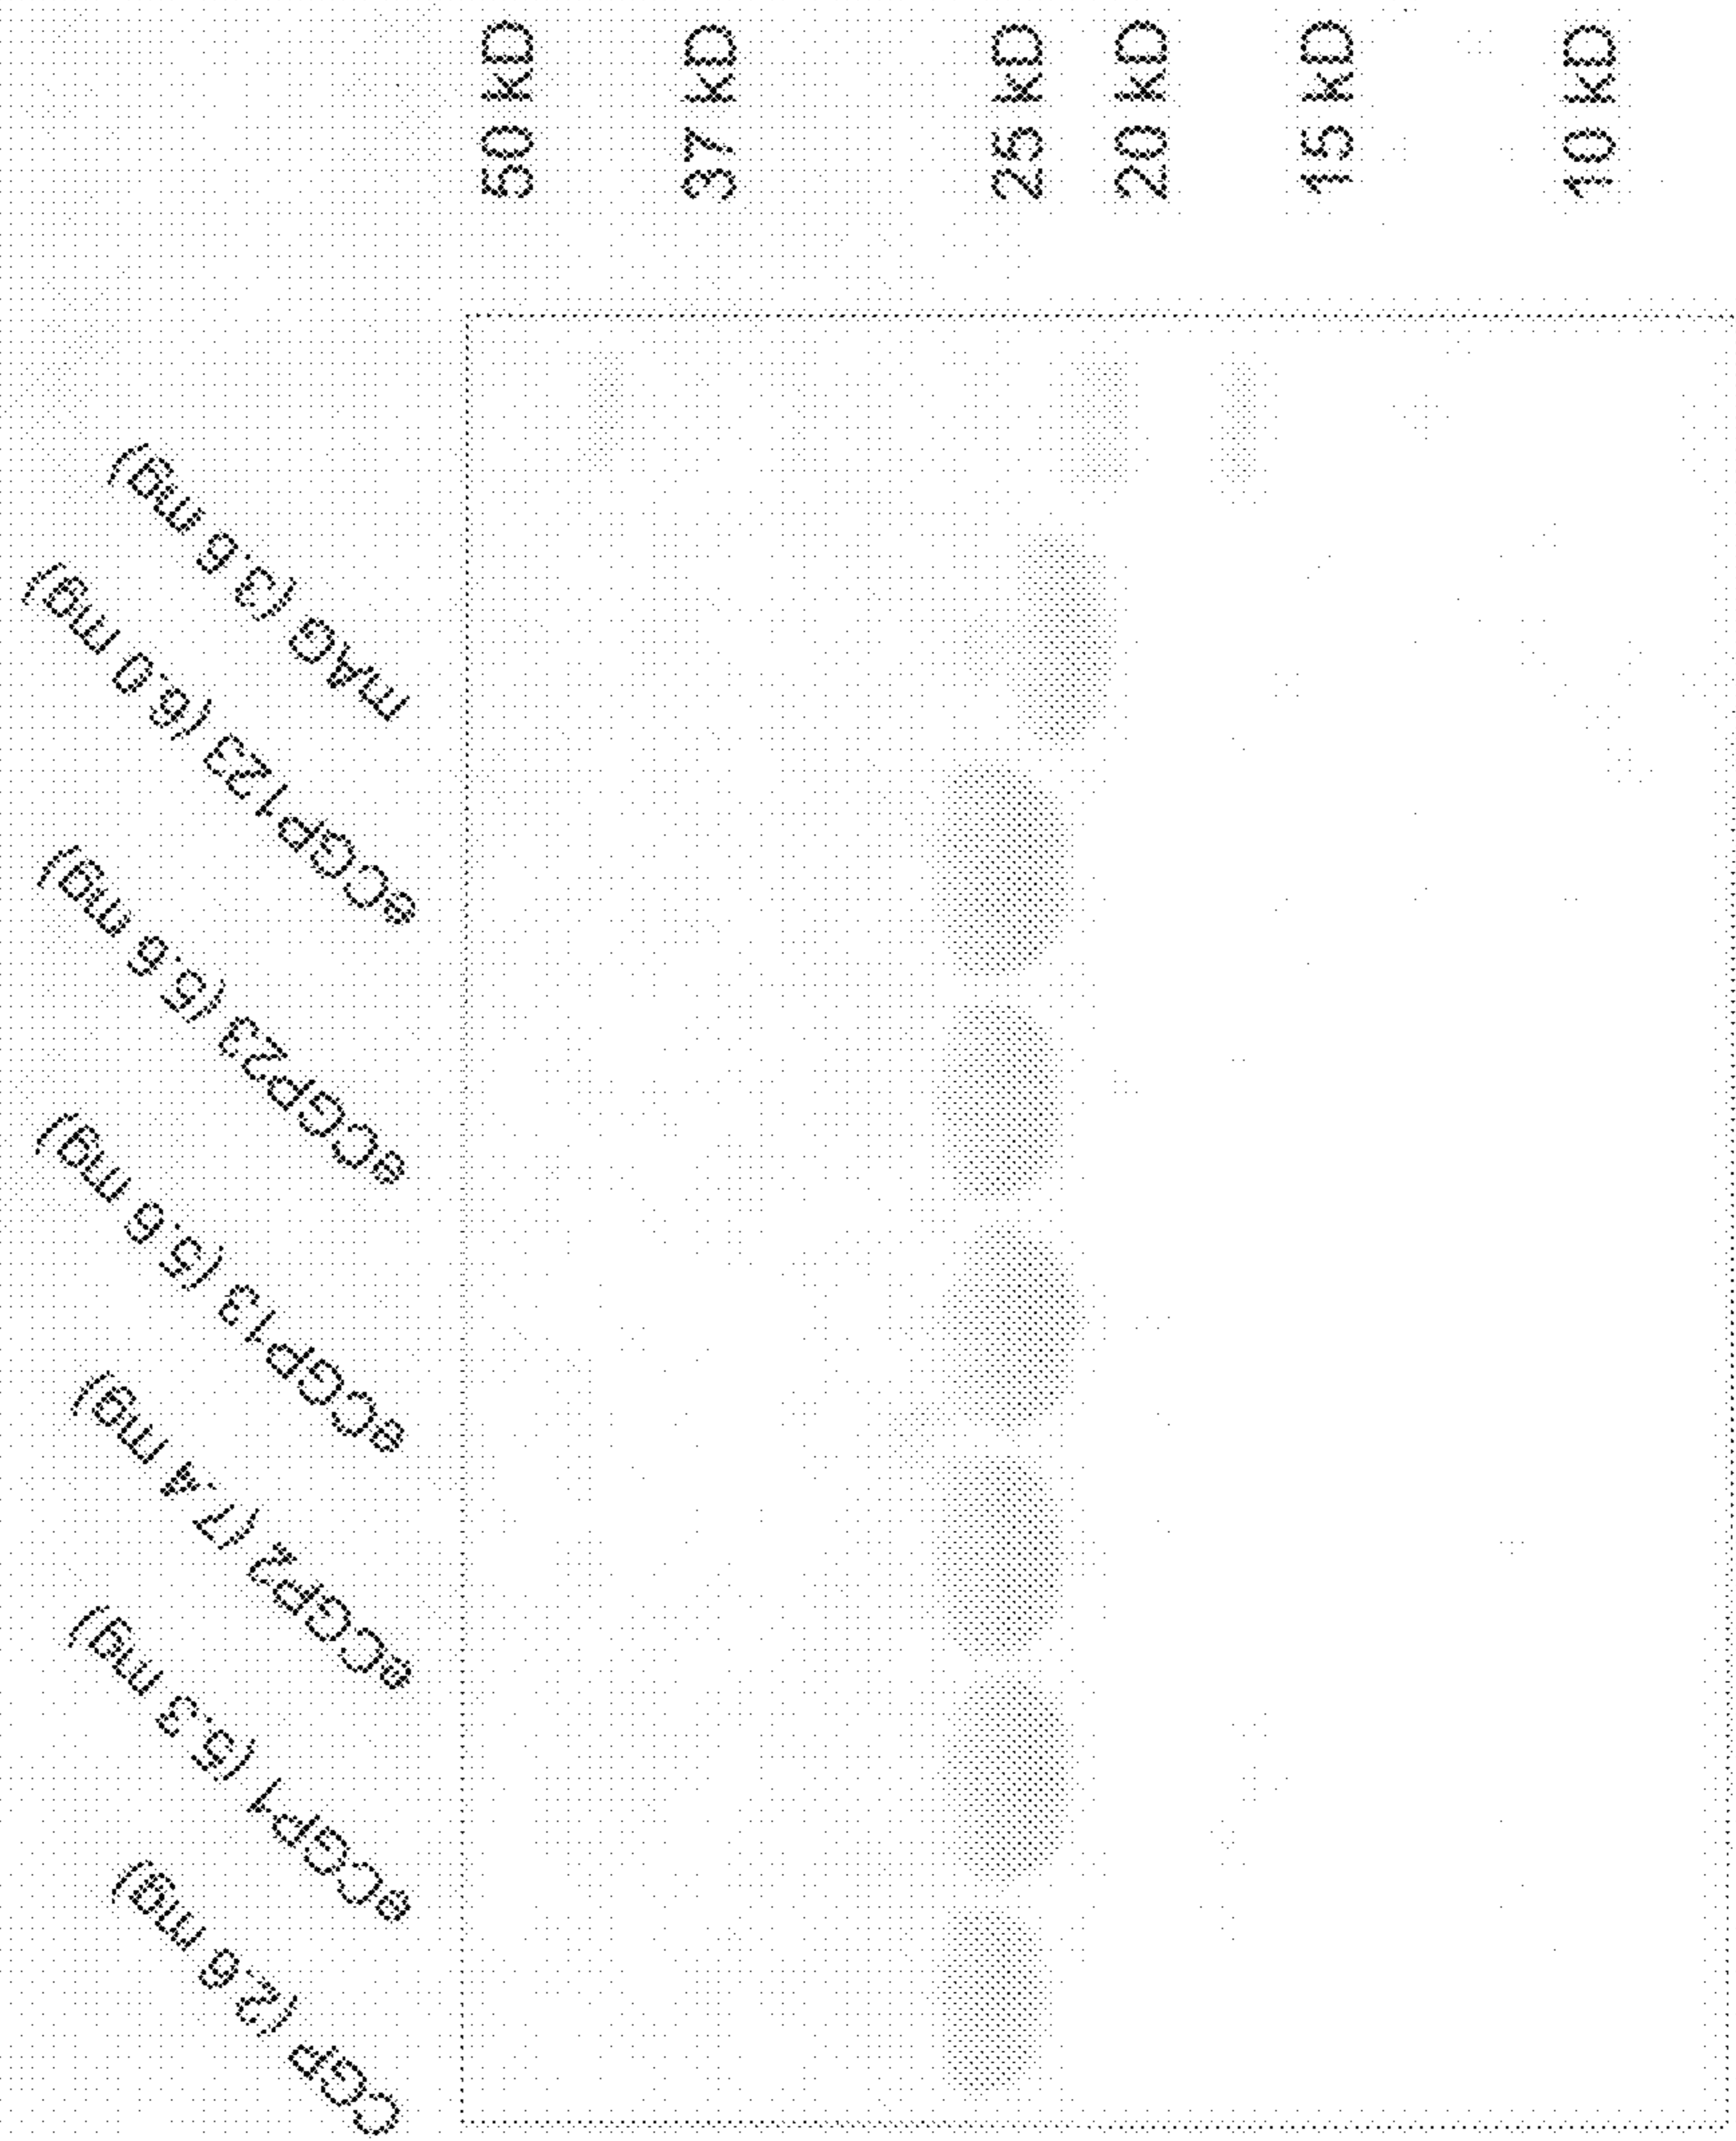 50 kD
37 kD
25 kD
20 kD
15 kD
10 kD
mAG (3.6 mg)
eCGP123 (6.0 mg)
eCGP23 (5.6 mg)
eCGP13 (5.6 mg)
eCGP2 (7.4 mg)
eCGP1 (5.3 mg)
CGP (2.6 mg)